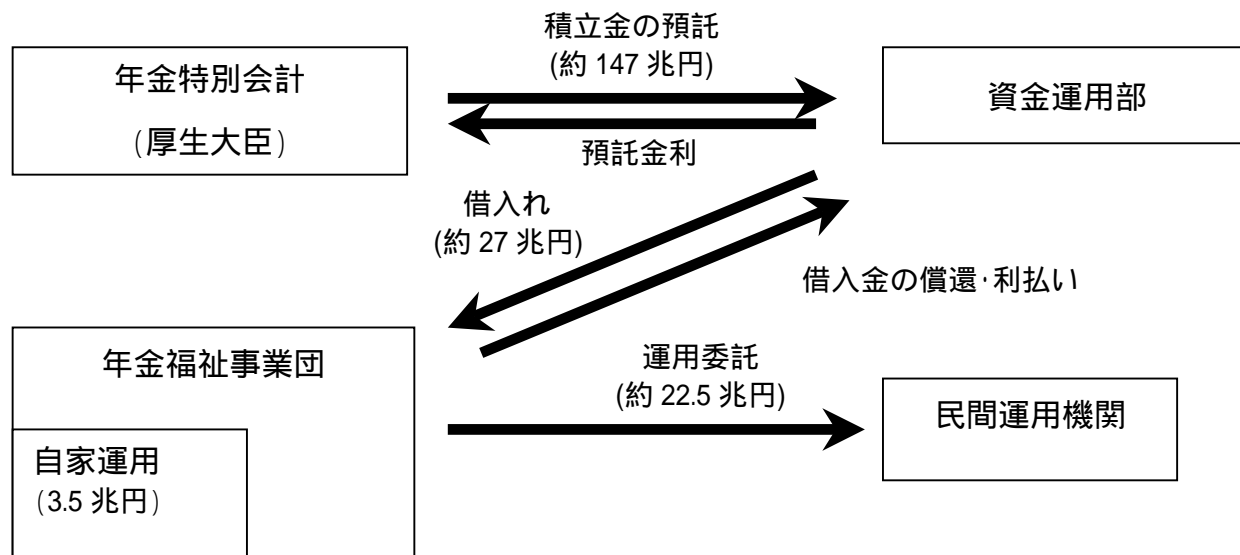 積立金の預託
(約 147 兆円)
年金特別会計
(厚生大臣)
資金運用部
預託金利
借入れ
(約 27 兆円)
借入金の償還･利払い
年金福祉事業団
運用委託
(約 22.5 兆円)
民間運用機関
自家運用
(3.5 兆円)